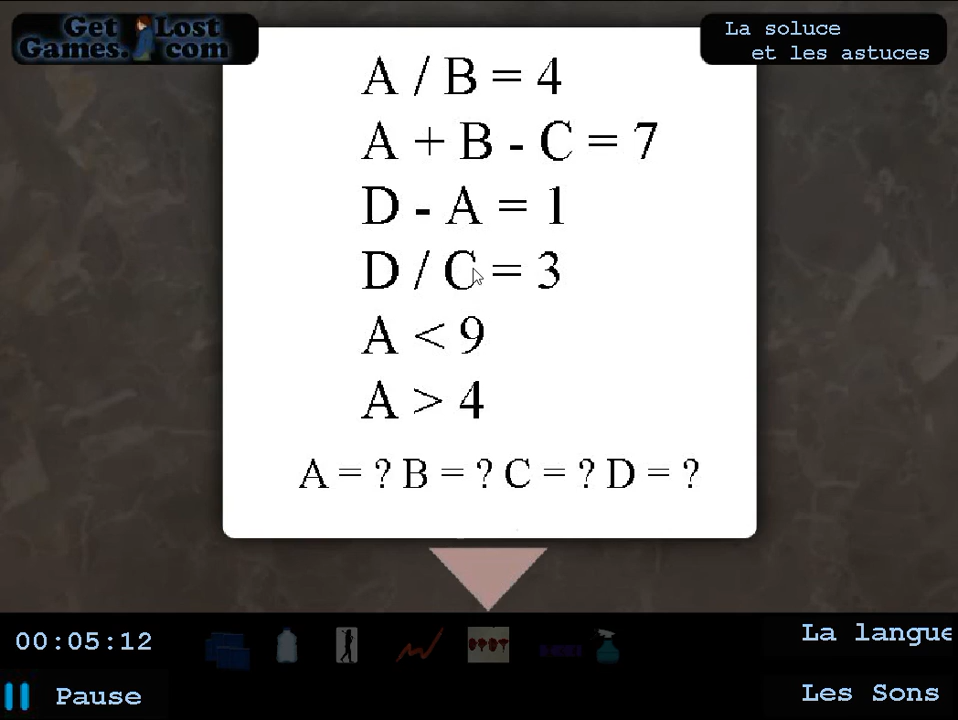 Get Lost
Games. com
La soluce
et les astuces
A / B = 4
A + B - C = 7
D - A = 1
D / C = 3
A < 9
A > 4
A = ? B = ? C = ? D = ?
00:05:12
La langue
Pause
Les Sons